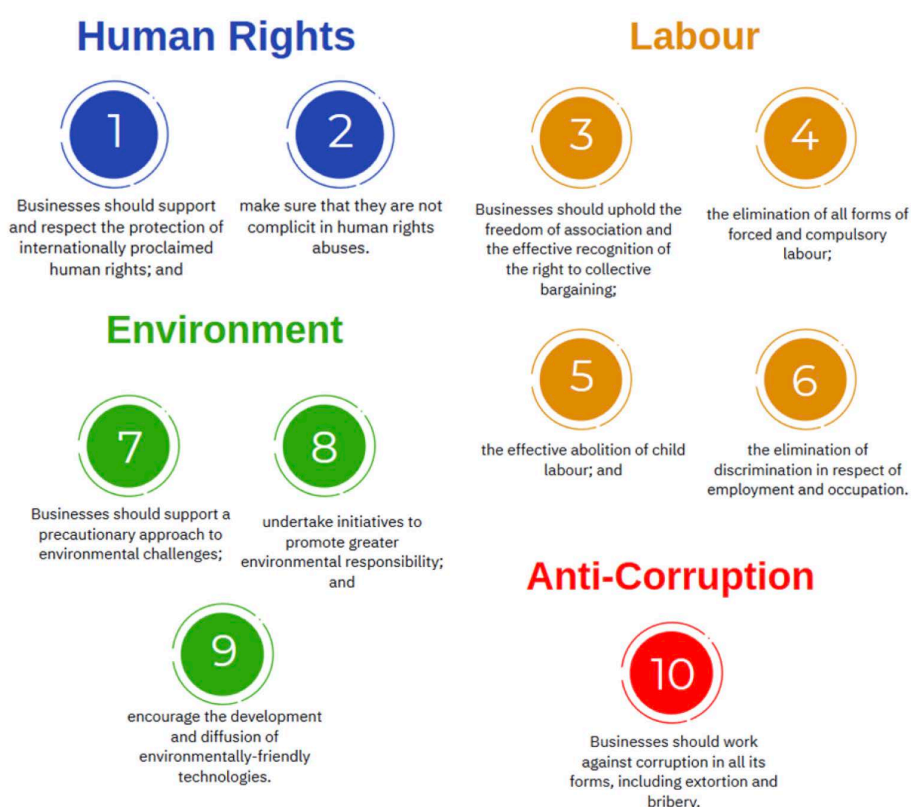 Human Rights
1
Businesses should support
and respect the protection of
internationally proclaimed
human rights; and
2
make sure that they are not
complicit in human rights
abuses.
Labour
3
Businesses should uphold the
freedom of association and
the effective recognition of
the right to collective
bargaining;
4
the elimination of all forms of
forced and compulsory
labour;
5
the effective abolition of child
labour; and
6
the elimination of
discrimination in respect of
employment and occupation.
Environment
7
Businesses should support a
precautionary approach to
environmental challenges;
8
undertake initiatives to
promote greater
environmental responsibility;
and
9
encourage the development
and diffusion of
environmentally-friendly
technologies.
Anti-Corruption
10
Businesses should work
against corruption in all its
forms, including extortion and
bribery.